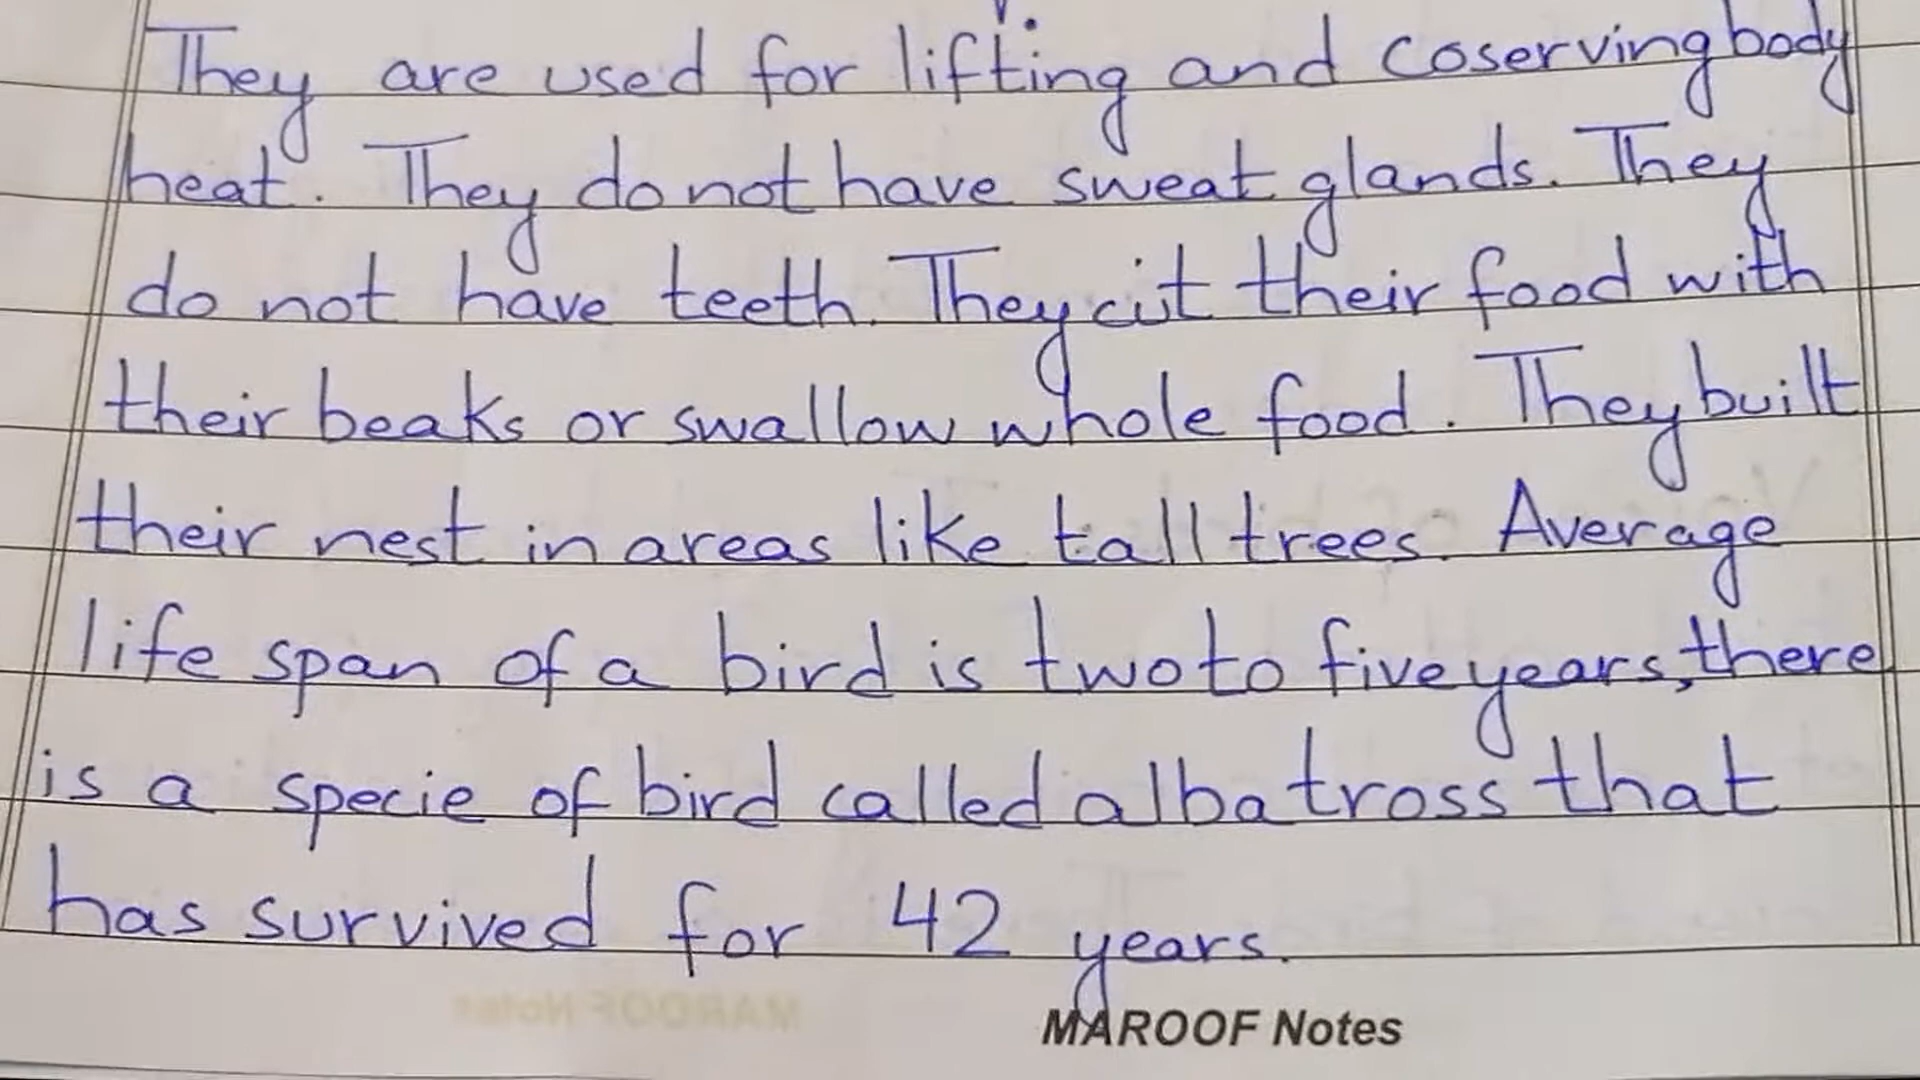 They are used for lifting and coserving body
heat. They do not have sweat glands. They
do not have teeth. They cut their food with
their beaks or swallow whole food. They built
their nest in areas like tall trees. Average
life span of a bird is two to five years, there
is a specie of bird called albatross that
has survived for 42 years.
MAROOF Notes